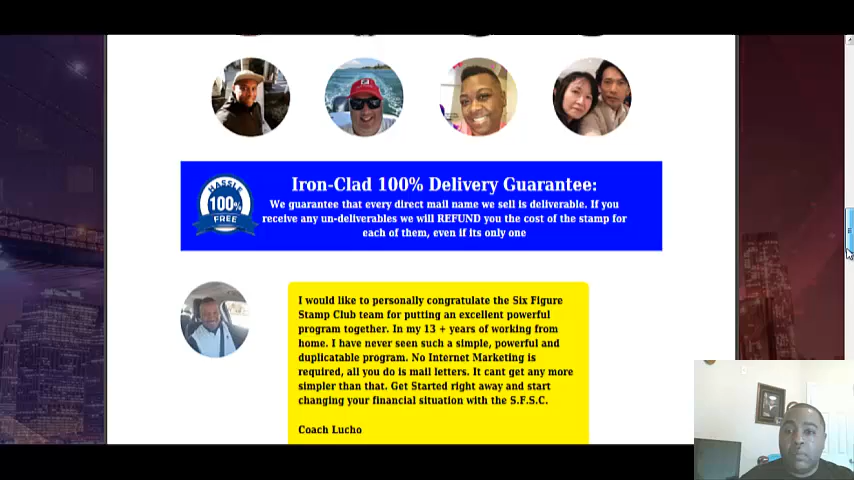 HASSLE
100%
FREE
Iron-Clad 100% Delivery Guarantee:
We guarantee that every direct mail name we sell is deliverable. If you
receive any un-deliverables we will REFUND you the cost of the stamp for
each of them, even if its only one
I would like to personally congratulate the Six Figure
Stamp Club team for putting an excellent powerful
program together. In my 13 + years of working from
home. I have never seen such a simple, powerful and
duplicatable program. No Internet Marketing is
required, all you do is mail letters. It cant get any more
simpler than that. Get Started right away and start
changing your financial situation with the S.F.S.C.
Coach Lucho